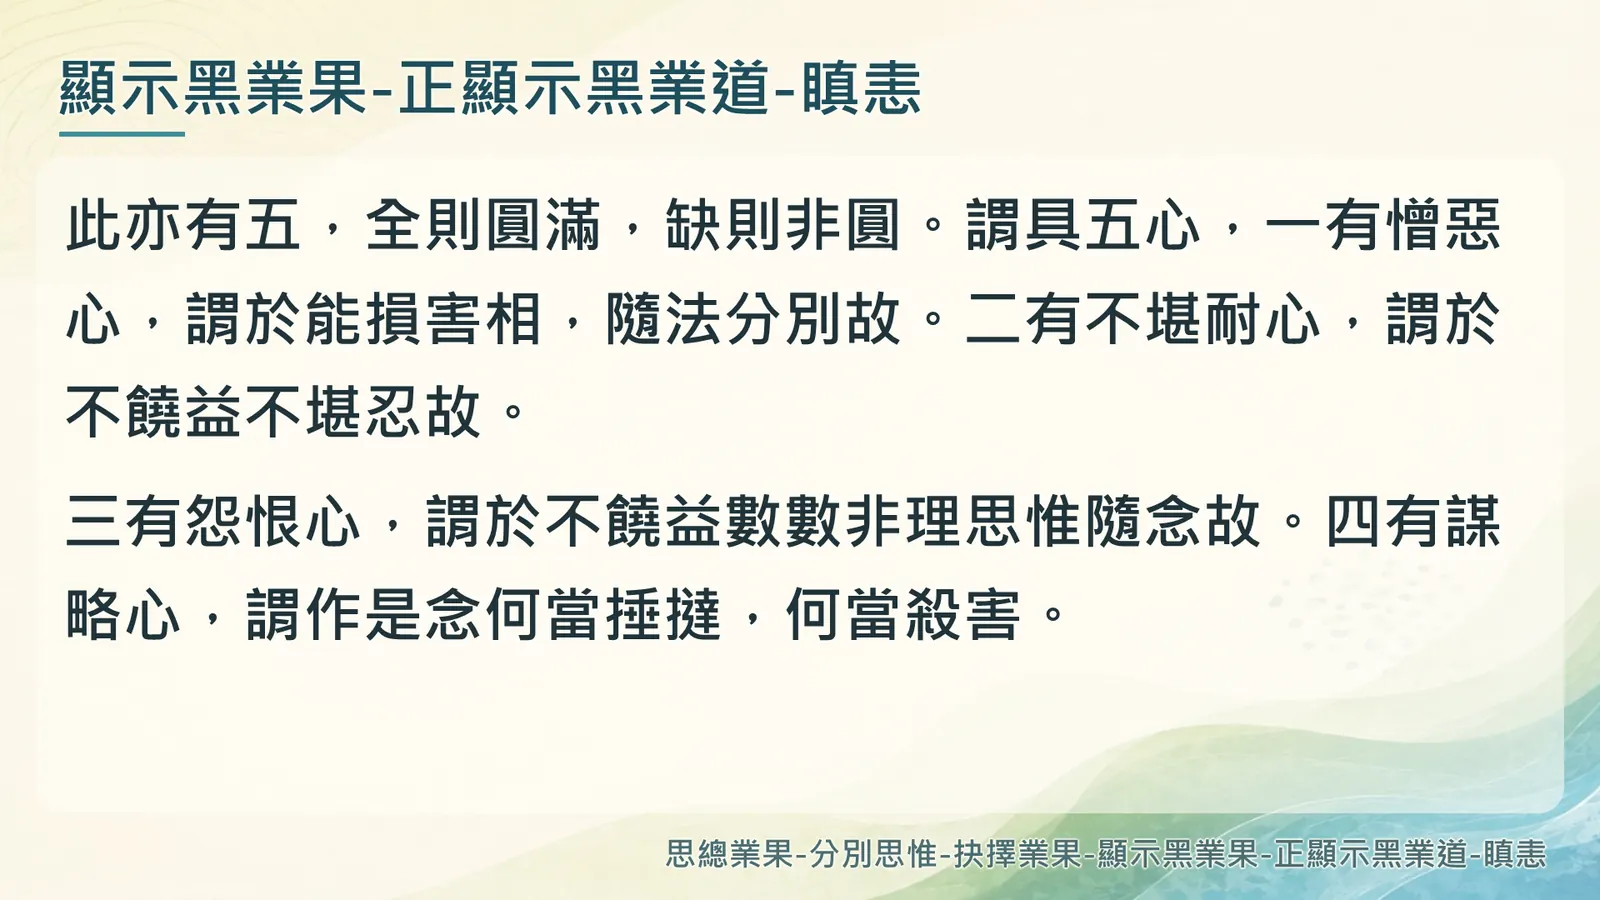 顯示黑業果-正顯示黑業道-瞋恚
此亦有五，全則圓滿，缺則非圓。謂具五心，一有憎惡
心，謂於能損害相，隨法分別故。二有不堪耐心，謂於
不饒益不堪忍故。
三有怨恨心，謂於不饒益數數非理思惟隨念故。四有謀
略心，謂作是念何當捶撻，何當殺害。
思總業果-分別思惟-抉擇業果-顯示黑業果-正顯示黑業道-瞋恚